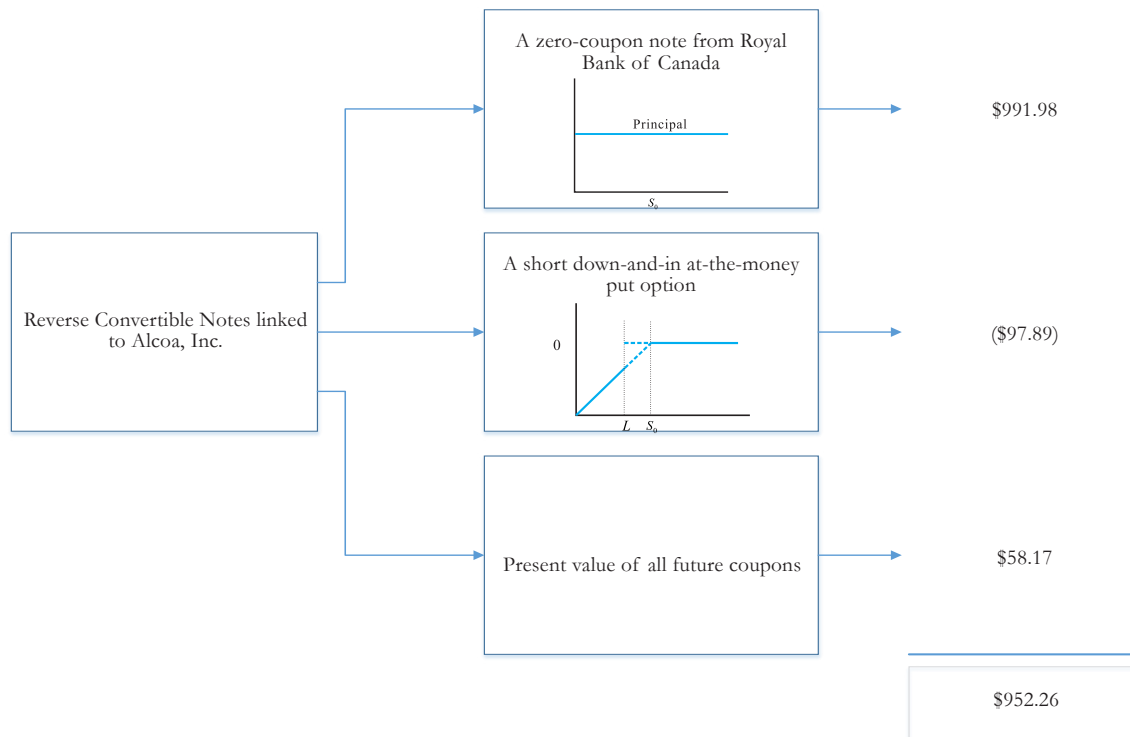 A zero-coupon note from Royal
Bank of Canada
Principal
S₀
$991.98
Reverse Convertible Notes linked
to Alcoa, Inc.
A short down-and-in at-the-money
put option
0
L S₀
($97.89)
Present value of all future coupons
$58.17
$952.26